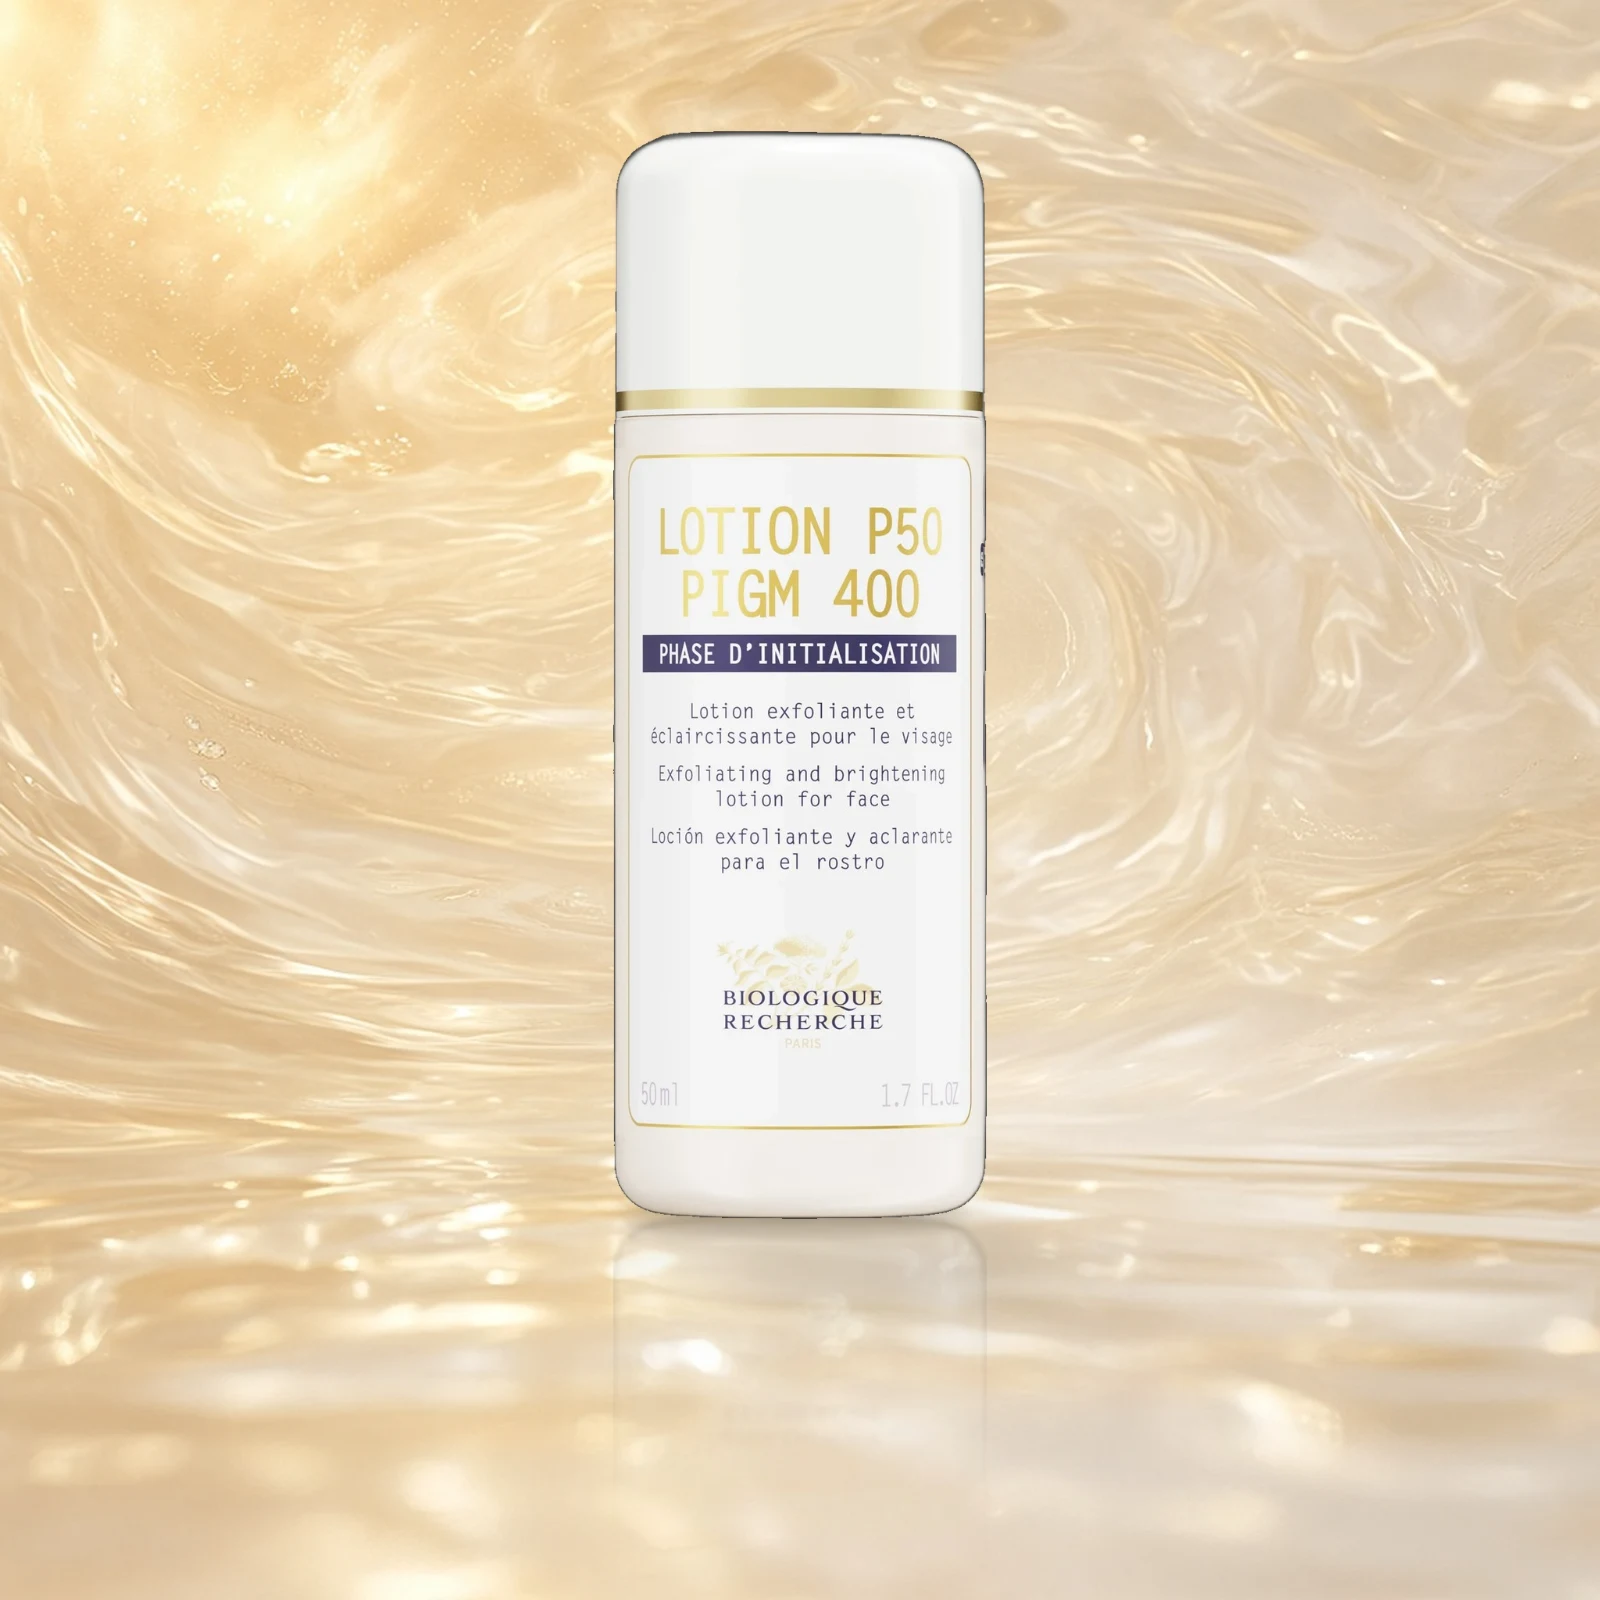 LOTION P50
PIGM 400
PHASE D'INITIALISATION
Lotion exfoliante et
éclaircissante pour le visage
Exfoliating and brightening
lotion for face
Loción exfoliante y aclarante
para el rostro
BIOLOGIQUE
RECHERCHE
PARIS
50ml
1.7 FL.OZ